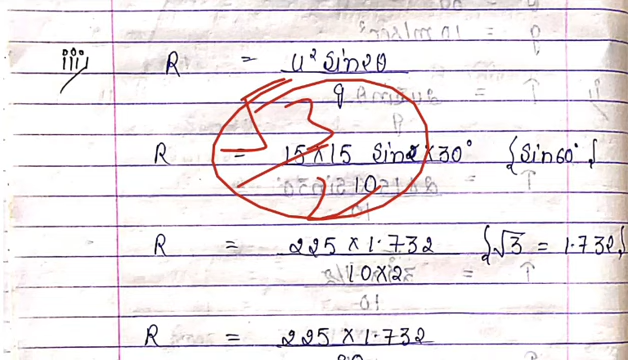 iii) R = u² sin2θ
g
R = 15×15 sin2×30° {sin60°}
10
R = 225×1.732 {√3 = 1.732}
10×2
R = 225×1.732
20